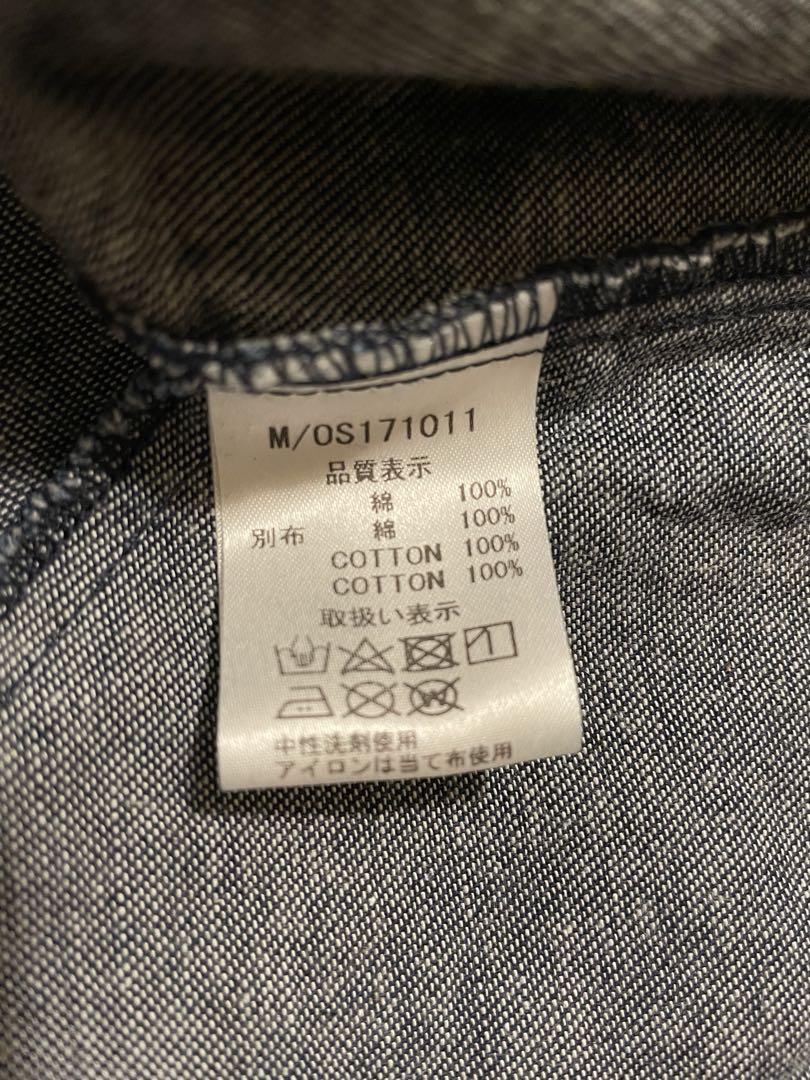 M/OS171011
品質表示
綿 100%
別布 綿 100%
COTTON 100%
COTTON 100%
取扱い表示
中性洗剤使用
アイロンは当て布使用